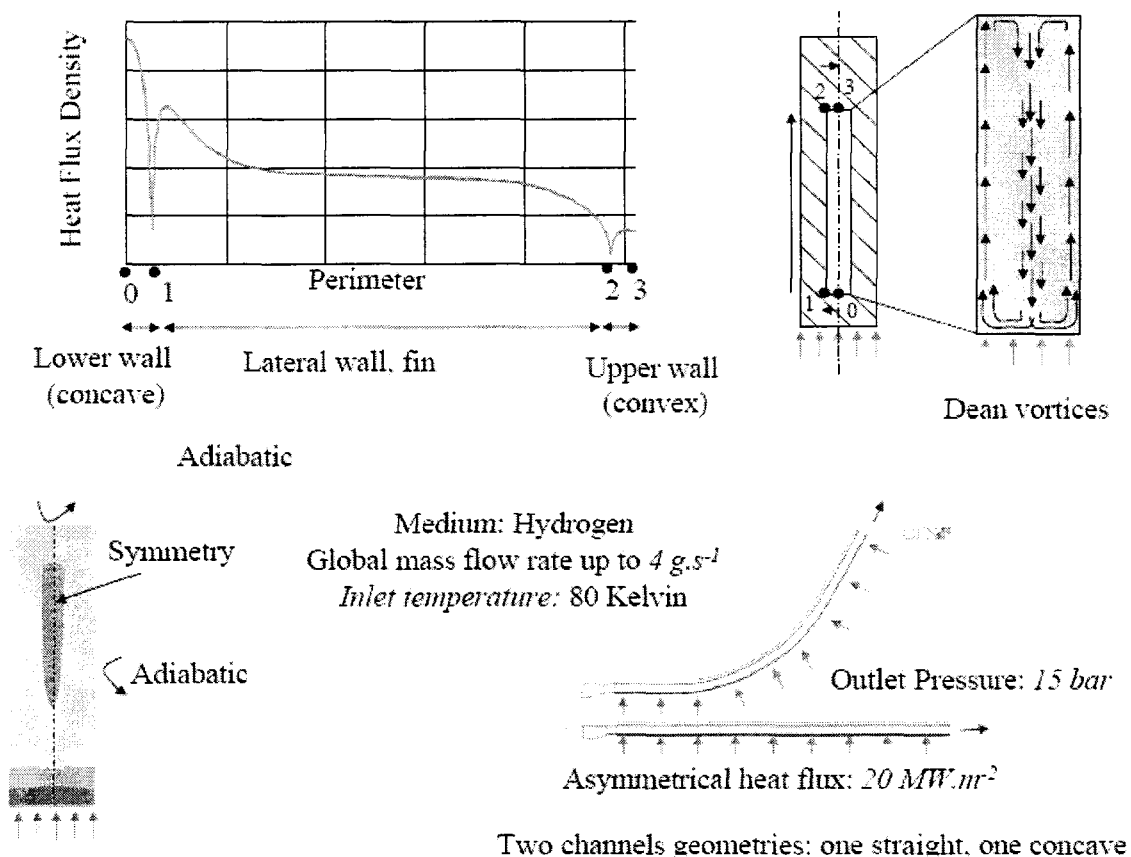 Heat Flux Density
0
1
Perimeter
2
3
Lower wall
(concave)
Lateral wall, fin
Upper wall
(convex)
2
3
1
0
Dean vortices
Adiabatic
Symmetry
Adiabatic
Medium: Hydrogen
Global mass flow rate up to 4 g.s-1
Inlet temperature: 80 Kelvin
Outlet Pressure: 15 bar
Asymmetrical heat flux: 20 MW.nr2
Two channels geometries: one straight, one concave